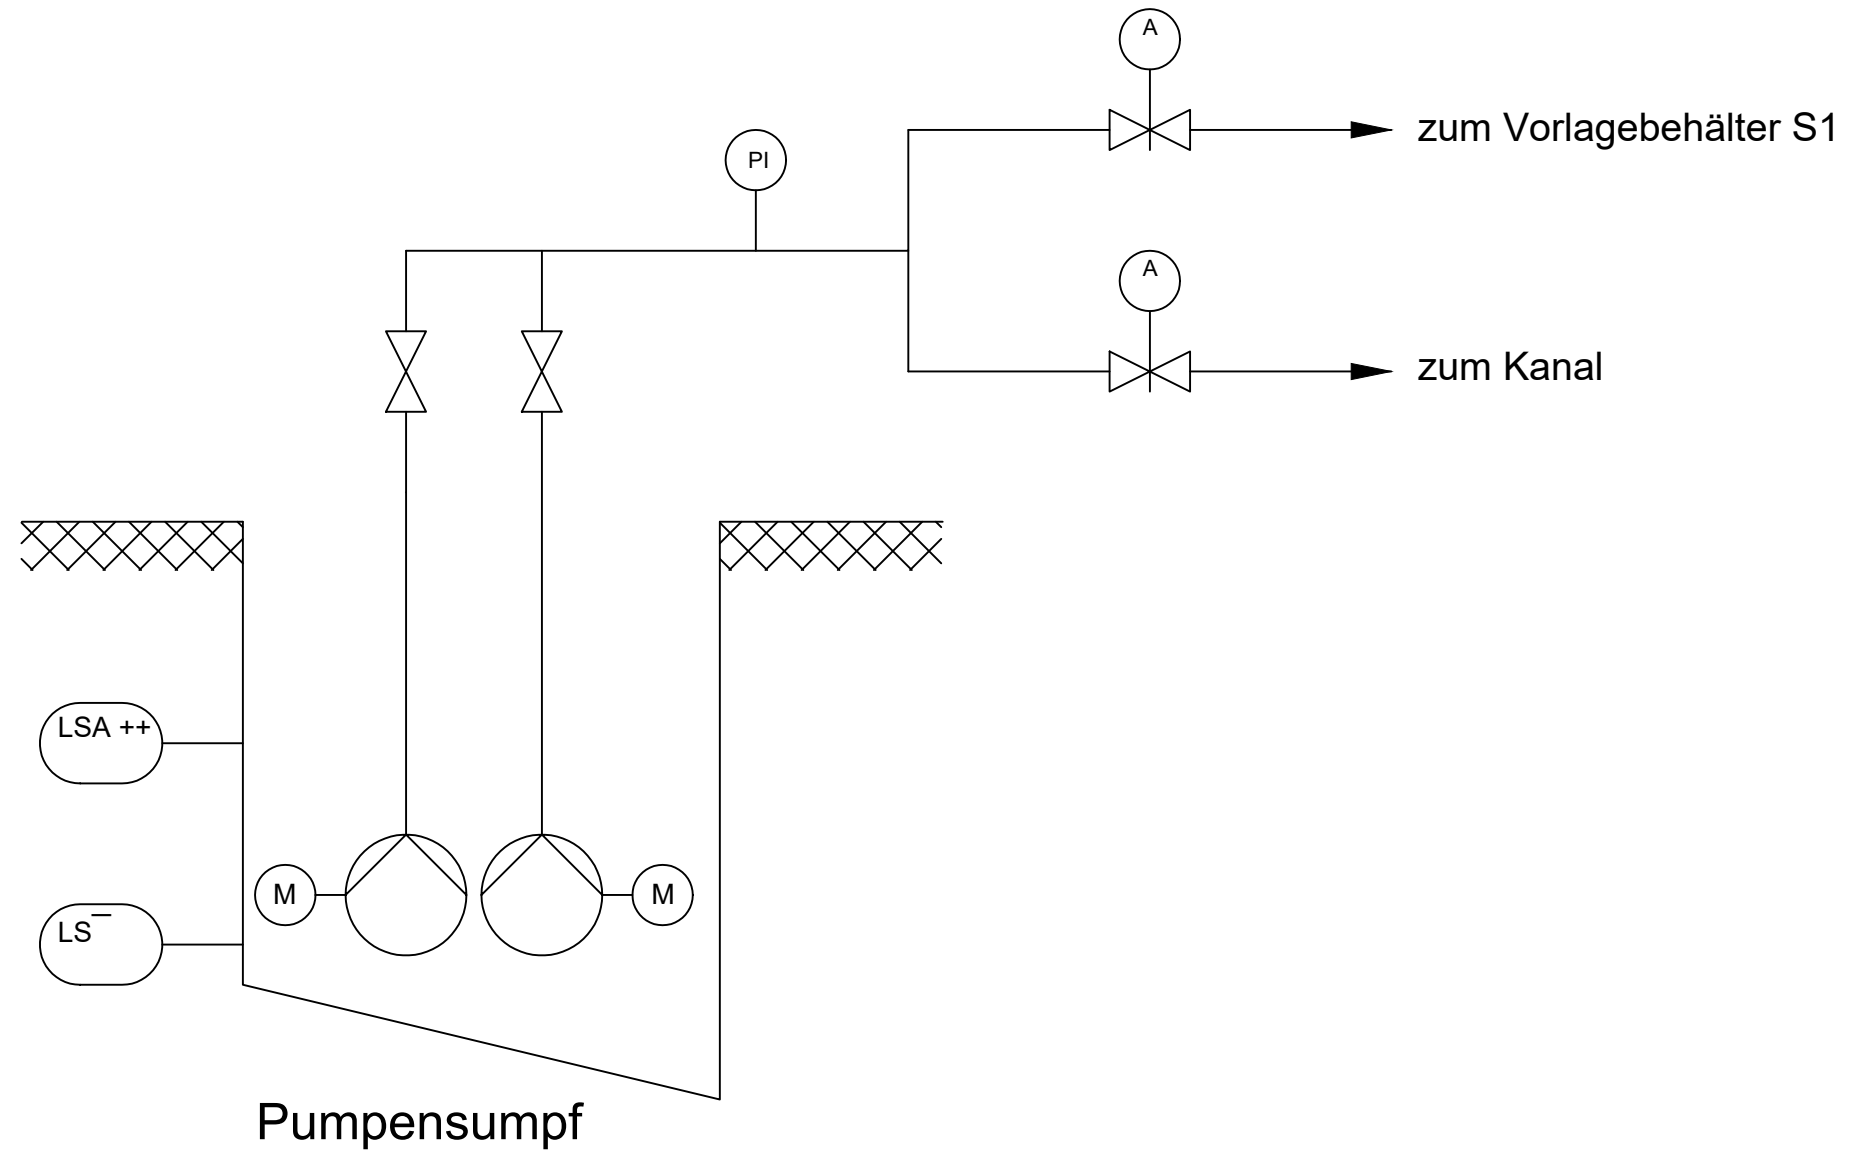 A
zum Vorlagebehälter S1
PI
A
zum Kanal
LSA ++
M
M
LS–
Pumpensumpf